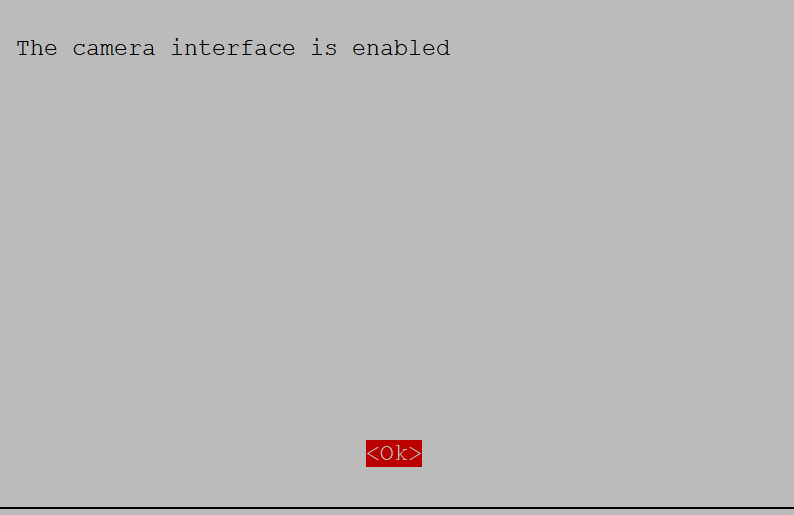 The camera interface is enabled
<Ok>